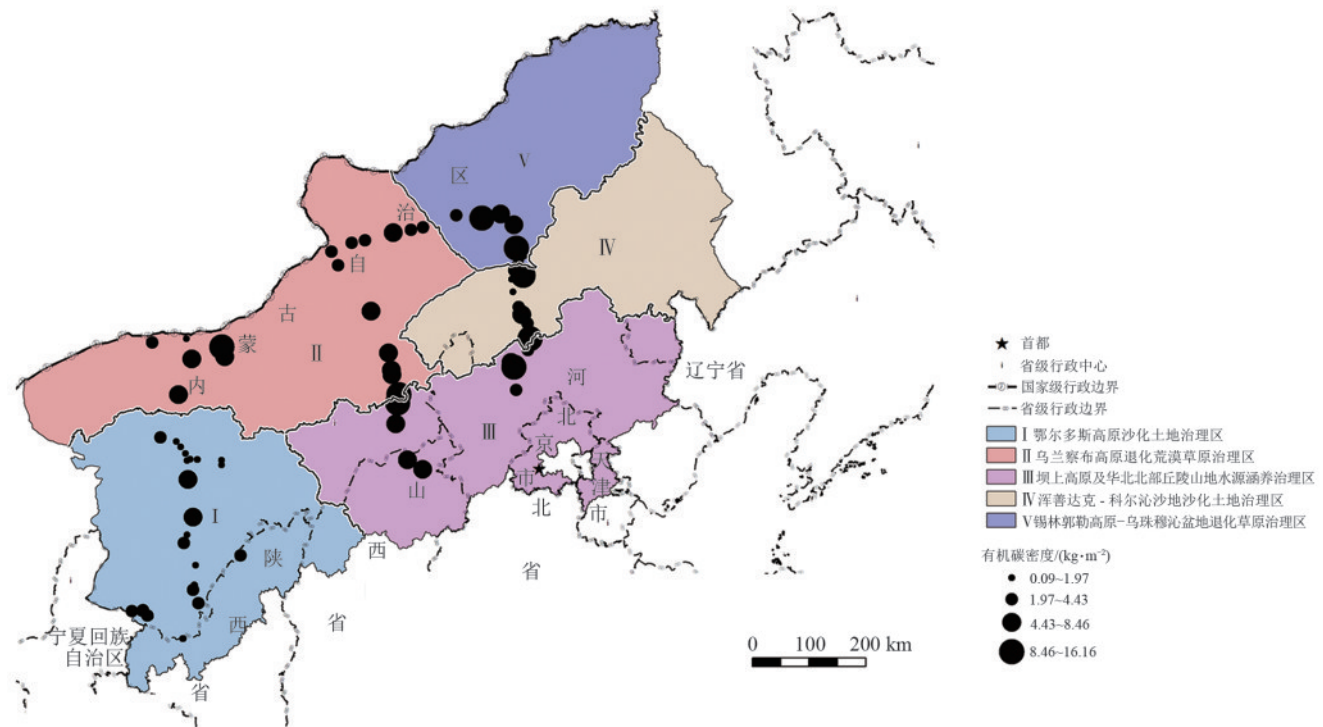 区
V
治
自
古
蒙
内
II
IV
辽宁省
河
北
III
京
市
天
津
市
北
山
西
省
I
陕
西
省
省
宁夏回族
自治区
0 100 200 km
首都
省级行政中心
国家级行政边界
省级行政边界
I 鄂尔多斯高原沙化土地治理区
II 乌兰察布高原退化荒漠草原治理区
III 坝上高原及华北北部丘陵山地水源涵养治理区
IV 浑善达克-科尔沁沙地沙化土地治理区
V 锡林郭勒高原-乌珠穆沁盆地退化草原治理区
有机碳密度/(kg·m⁻²)
0.09~1.97
1.97~4.43
4.43~8.46
8.46~16.16